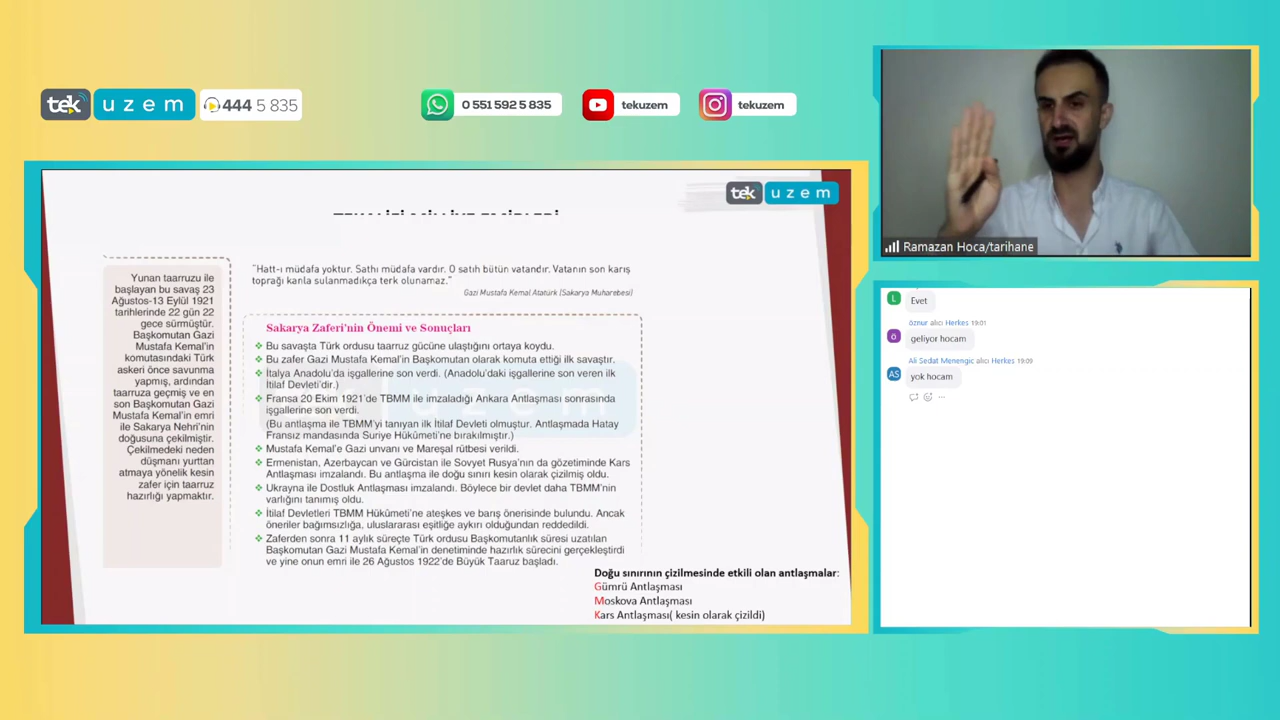 tek uzem 444 5 835
0 551 592 5 835
tekuzem
tekuzem
tek uzem
"Hatt-ı müdafa yoktur. Sathı müdafa vardır. O satıh bütün vatandır. Vatanın son karış
toprağı kanla sulanmadıkça terk olunamaz."
Gazi Mustafa Kemal Atatürk (Sakarya Muharebesi)
Yunan taarruzu ile
başlayan bu savaş 23
Ağustos-13 Eylül 1921
tarihlerinde 22 gün 22
gece sürmüştür.
Başkomutan Gazi
Mustafa Kemal'in
komutasındaki Türk
askeri önce savunma
yapmış, ardından
taarruza geçmiş ve en
son Başkomutan Gazi
Mustafa Kemal'in emri
ile Sakarya Nehri'nin
doğusuna çekilmiştir.
Çekilmedeki neden
düşmanı yurttan
atmaya yönelik kesin
zafer için taarruz
hazırlığı yapmaktır.
Sakarya Zaferi'nin Önemi ve Sonuçları
Bu savaşta Türk ordusu taarruz gücüne ulaştığını ortaya koydu.
Bu zafer Gazi Mustafa Kemal'in Başkomutan olarak komuta ettiği ilk savaştır.
İtalya Anadolu'da işgallerine son verdi. (Anadolu'daki işgallerine son veren ilk
İtilaf Devleti'dir.)
Fransa 20 Ekim 1921'de TBMM ile imzaladığı Ankara Antlaşması sonrasında
işgallerine son verdi.
(Bu antlaşma ile TBMM'yi tanıyan ilk İtilaf Devleti olmuştur. Antlaşmada Hatay
Fransız mandasında Suriye Hükûmeti'ne bırakılmıştır.)
Mustafa Kemal'e Gazi unvanı ve Mareşal rütbesi verildi.
Ermenistan, Azerbaycan ve Gürcistan ile Sovyet Rusya'nın da gözetiminde Kars
Antlaşması imzalandı. Bu antlaşma ile doğu sınırı kesin olarak çizilmiş oldu.
Ukrayna ile Dostluk Antlaşması imzalandı. Böylece bir devlet daha TBMM'nin
varlığını tanımış oldu.
İtilaf Devletleri TBMM Hükûmeti'ne ateşkes ve barış önerisinde bulundu. Ancak
öneriler bağımsızlığa, uluslararası eşitliğe aykırı olduğundan reddedildi.
Zaferden sonra 11 aylık süreçte Türk ordusu Başkomutanlık süresi uzatılan
Başkomutan Gazi Mustafa Kemal'in denetiminde hazırlık sürecini gerçekleştirdi
ve yine onun emri ile 26 Ağustos 1922'de Büyük Taaruz başladı.
Doğu sınırının çizilmesinde etkili olan antlaşmalar:
Gümrü Antlaşması
Moskova Antlaşması
Kars Antlaşması( kesin olarak çizildi)
Ramazan Hoca/tarihane
L
Evet
öznur alıcı Herkes 19:01
ö
geliyor hocam
Ali Sedat Menengic alıcı Herkes 19:09
AS
yok hocam